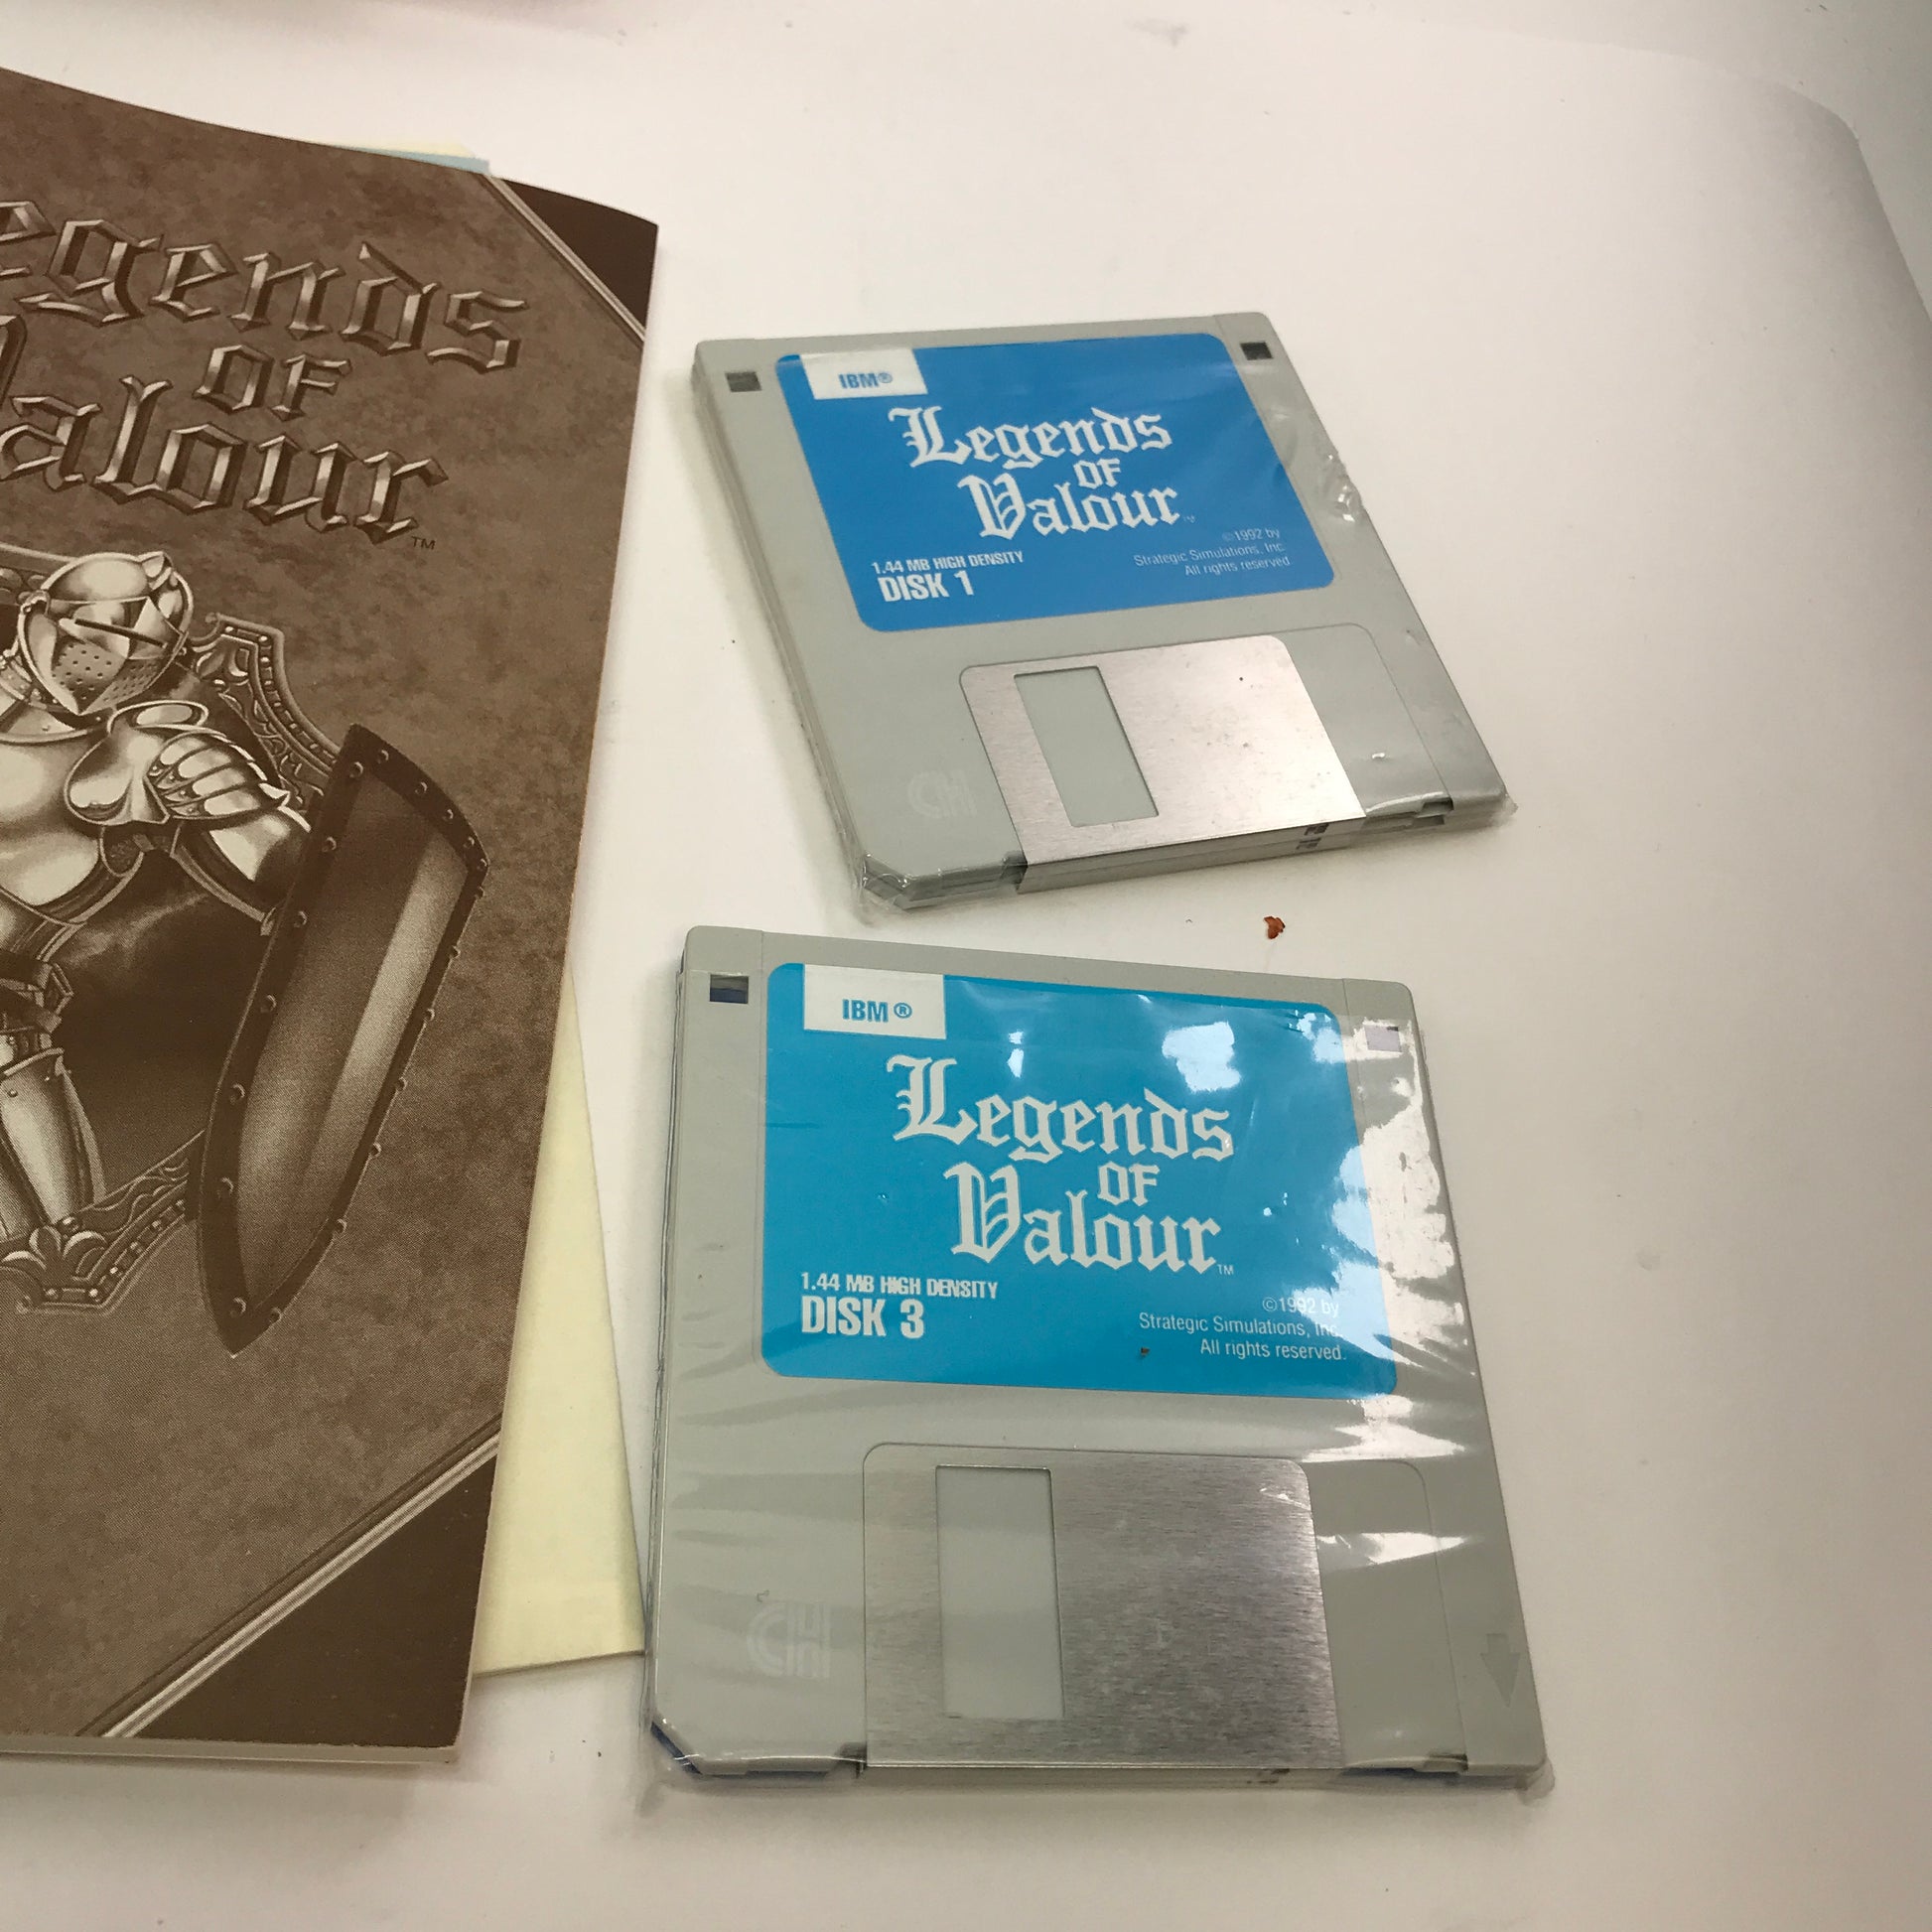 egends
OF
alour
TM
IBM®
Legends
OF
Valour
TM
1.44 MB HIGH DENSITY
DISK 1
©1992 by
Strategic Simulations, Inc.
All rights reserved.
CH
IBM®
Legends
OF
Valour
TM
1.44 MB HIGH DENSITY
DISK 3
©1992 by
Strategic Simulations, Inc.
All rights reserved.
CH